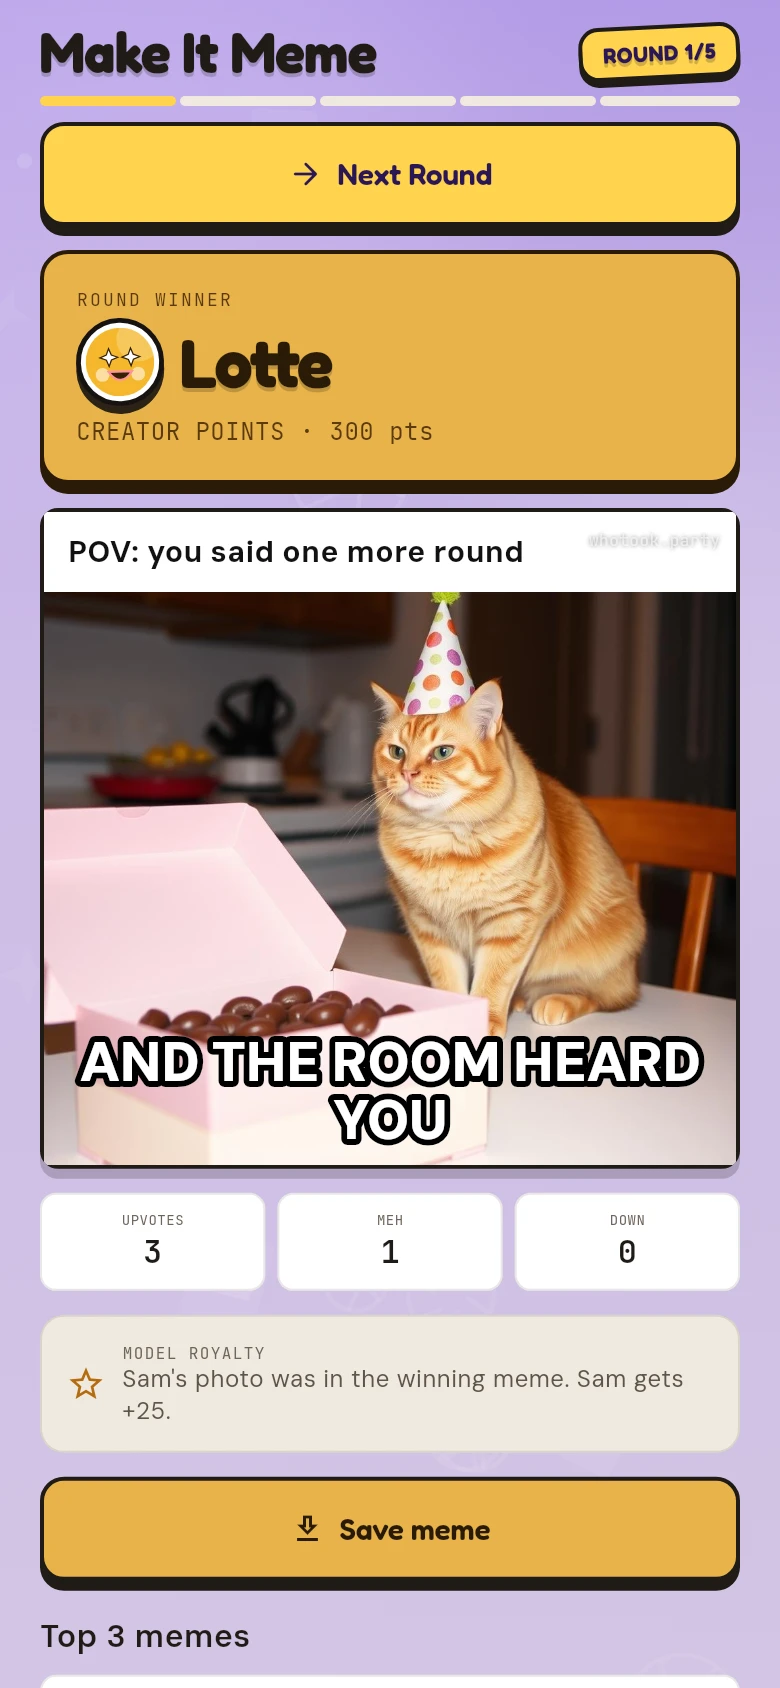 Make It Meme
ROUND 1/5
Next Round
ROUND WINNER
Lotte
CREATOR POINTS · 300 pts
POV: you said one more round
whotook.party
AND THE ROOM HEARD
YOU
UPVOTES
3
MEH
1
DOWN
0
MODEL ROYALTY
Sam's photo was in the winning meme. Sam gets
+25.
Save meme
Top 3 memes